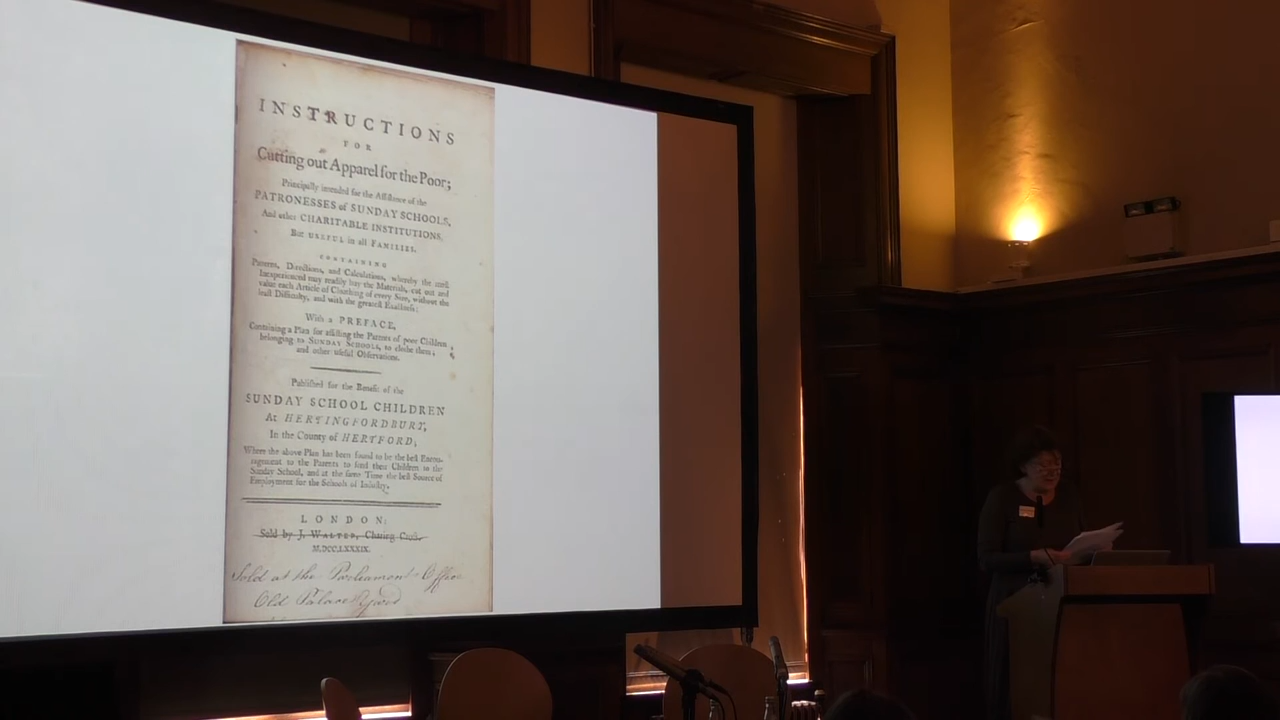 INSTRUCTIONS
FOR
Cutting out Apparel for the Poor;
Principally intended for the Assistance of the
PATRONESSES of SUNDAY SCHOOLS,
And other CHARITABLE INSTITUTIONS,
But USEFUL in all FAMILIES.
CONTAINING
Patterns, Directions, and Calculations, whereby the most
Inexperienced may readily buy the Materials, cut out and
value each Article of Clothing of every Size, without the
least Difficulty, and with the greatest Exactness:
With a PREFACE,
Containing a Plan for assisting the Parents of poor Children
belonging to SUNDAY SCHOOLS, to clothe them;
and other useful Observations.
Published for the Benefit of the
SUNDAY SCHOOL CHILDREN
At HERTINGFORDBURY,
In the County of HERTFORD;
Where the above Plan has been found to be the best Encou-
ragement to the Parents to send their Children to the
Sunday School, and at the same Time the best Source of
Employment for the Schools of Industry.
LONDON:
Sold by J. WALTER, Charing Cross.
M.DCC.LXXXIX.
Sold at the Parliament Office
Old Palace Yard